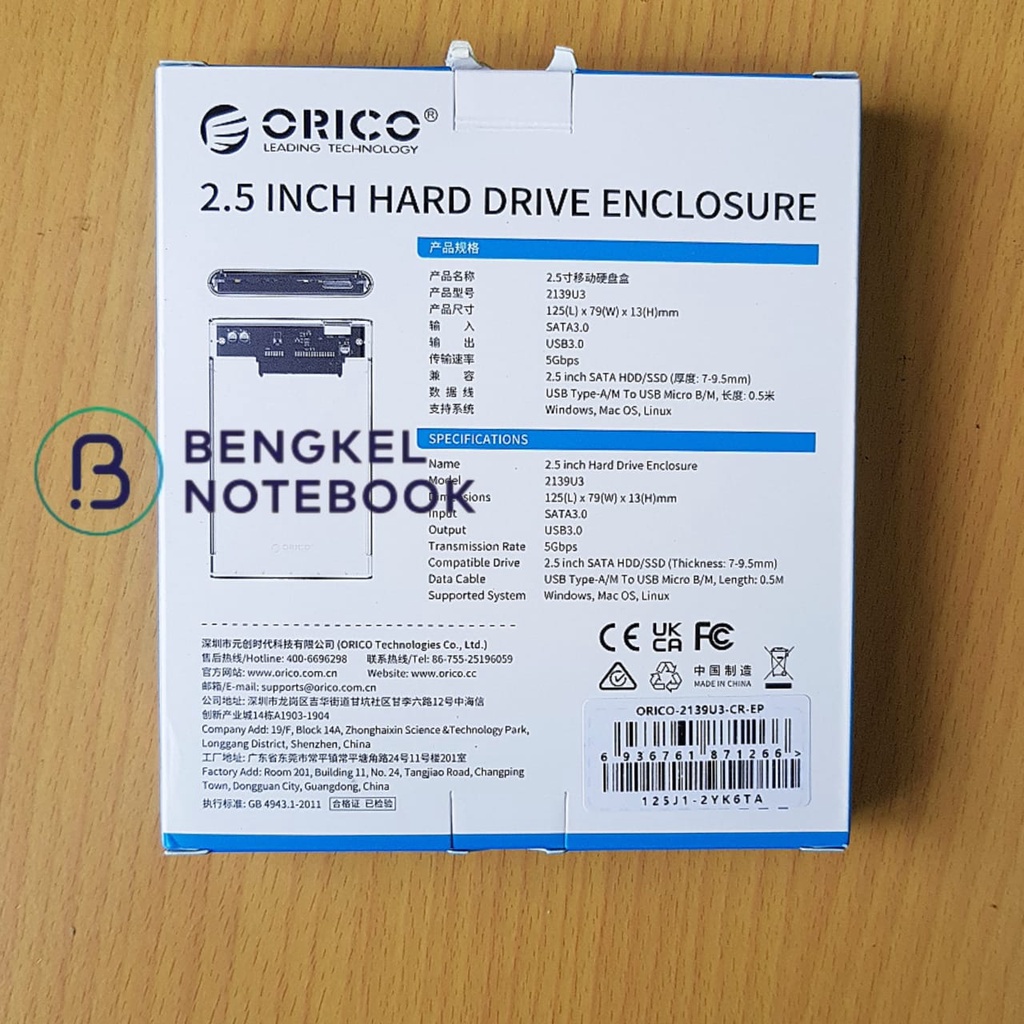 ORICO®
LEADING TECHNOLOGY
2.5 INCH HARD DRIVE ENCLOSURE
产品规格
产品名称 2.5寸移动硬盘盒
产品型号 2139U3
产品尺寸 125(L) x 79(W) x 13(H)mm
输 入 SATA3.0
输 出 USB3.0
传输速率 5Gbps
兼 容 2.5 inch SATA HDD/SSD (厚度: 7-9.5mm)
数 据 线 USB Type-A/M To USB Micro B/M, 长度: 0.5米
支持系统 Windows, Mac OS, Linux
BENGKEL
NOTEBOOK
SPECIFICATIONS
Name 2.5 inch Hard Drive Enclosure
Model 2139U3
Dimensions 125(L) x 79(W) x 13(H)mm
Input SATA3.0
Output USB3.0
Transmission Rate 5Gbps
Compatible Drive 2.5 inch SATA HDD/SSD (Thickness: 7-9.5mm)
Data Cable USB Type-A/M To USB Micro B/M, Length: 0.5M
Supported System Windows, Mac OS, Linux
ORICO
深圳市元创时代科技有限公司 (ORICO Technologies Co., Ltd.)
售后热线/Hotline: 400-6696298 联系热线/Tel: 86-755-25196059
官方网站: www.orico.com.cn Website: www.orico.cc
邮箱/E-mail: supports@orico.com.cn
公司地址: 深圳市龙岗区吉华街道甘坑社区甘李六路12号中海信
创新产业城14栋A1903-1904
Company Add: 19/F, Block 14A, Zhonghaixin Science &Technology Park,
Longgang District, Shenzhen, China
工厂地址: 广东省东莞市常平镇常平塘角路24号11号楼201室
Factory Add: Room 201, Building 11, No. 24, Tangjiao Road, Changping
Town, Dongguan City, Guangdong, China
执行标准: GB 4943.1-2011 合格证 已检验
CE UK CA FC
中国制造
MADE IN CHINA
ORICO-2139U3-CR-EP
6 936761 871266 >
125J1-2YK6TA